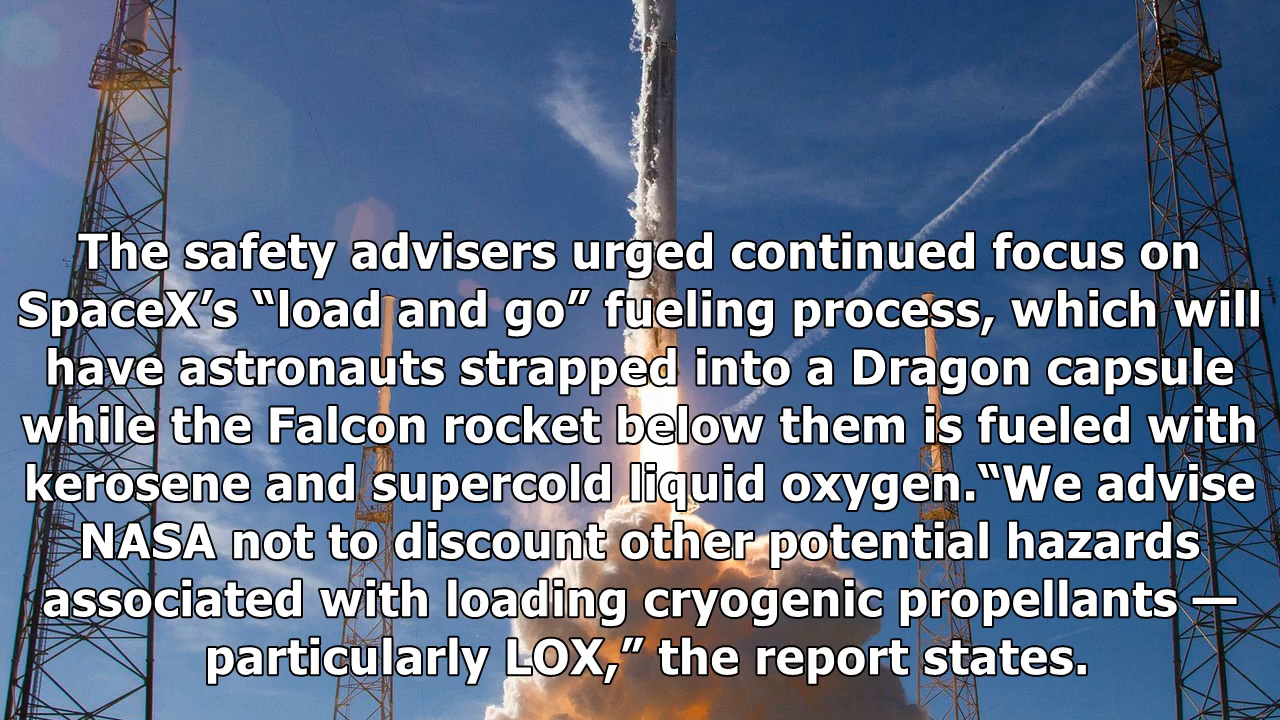 The safety advisers urged continued focus on
SpaceX’s “load and go” fueling process, which will
have astronauts strapped into a Dragon capsule
while the Falcon rocket below them is fueled with
kerosene and supercold liquid oxygen.“We advise
NASA not to discount other potential hazards
associated with loading cryogenic propellants —
particularly LOX,” the report states.